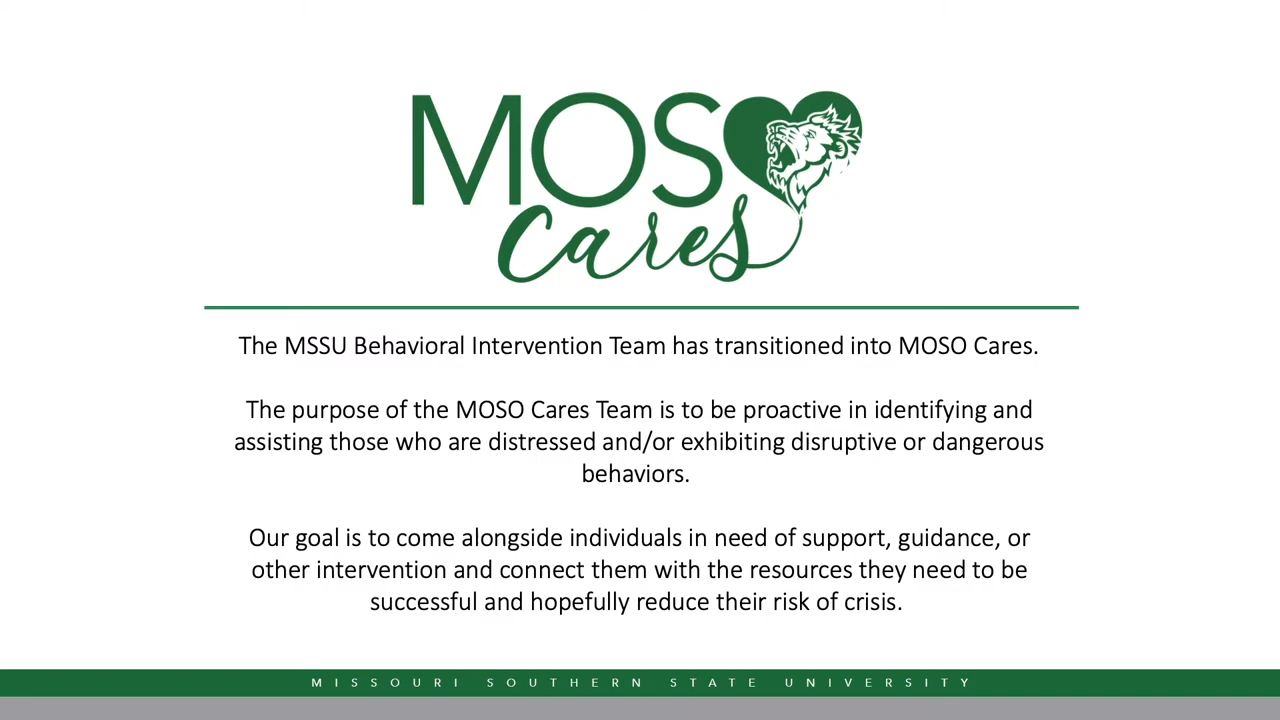 MOSO
Cares
The MSSU Behavioral Intervention Team has transitioned into MOSO Cares.
The purpose of the MOSO Cares Team is to be proactive in identifying and
assisting those who are distressed and/or exhibiting disruptive or dangerous
behaviors.
Our goal is to come alongside individuals in need of support, guidance, or
other intervention and connect them with the resources they need to be
successful and hopefully reduce their risk of crisis.
MISSOURI SOUTHERN STATE UNIVERSITY